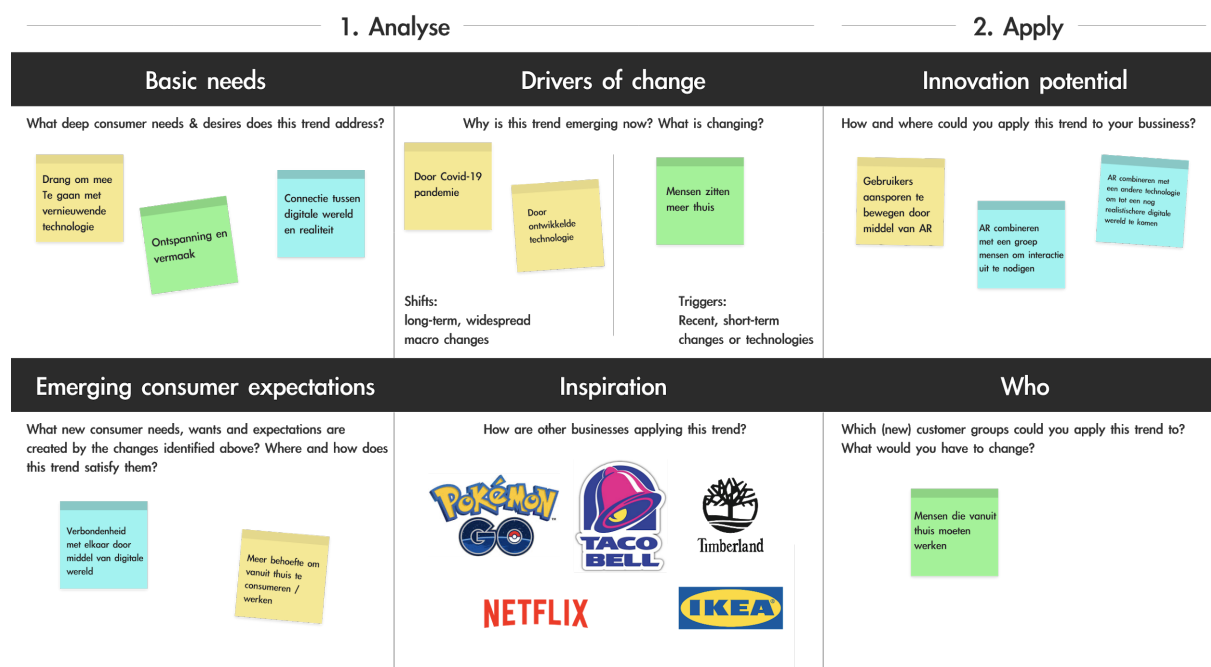 1. Analyse
2. Apply
Basic needs
Drivers of change
Innovation potential
What deep consumer needs & desires does this trend address?
Drang om mee
Te gaan met
vernieuwende
technologie
Ontspanning en
vermaak
Connectie tussen
digitale wereld
en realiteit
Why is this trend emerging now? What is changing?
Door Covid-19
pandemie
Door
ontwikkelde
technologie
Mensen zitten
meer thuis
Shifts:
long-term, widespread
macro changes
Triggers:
Recent, short-term
changes or technologies
How and where could you apply this trend to your bussiness?
Gebruikers
aansporen te
bewegen door
middel van AR
AR combineren
met een groep
mensen om interactie
uit te nodigen
AR combineren met
een andere technologie
om tot een nog
realistischere digitale
wereld te komen
Emerging consumer expectations
Inspiration
Who
What new consumer needs, wants and expectations are
created by the changes identified above? Where and how does
this trend satisfy them?
Verbondenheid
met elkaar door
middel van digitale
wereld
Meer behoefte om
vanuit thuis te
consumeren /
werken
How are other businesses applying this trend?
POKÉMON
GO
TACO
BELL
Timberland
NETFLIX
IKEA
Which (new) customer groups could you apply this trend to?
What would you have to change?
Mensen die vanuit
thuis moeten
werken